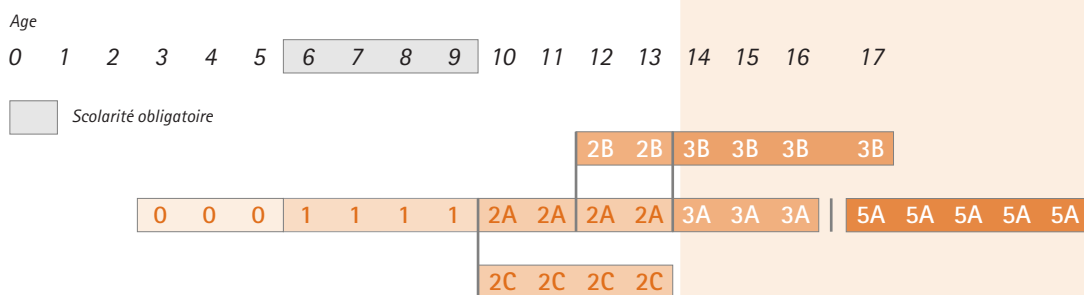 Age
0 1 2 3 4 5 6 7 8 9 10 11 12 13 14 15 16 17
Scolarité obligatoire
2B 2B 3B 3B 3B 3B
0 0 0 1 1 1 1 2A 2A 2A 2A 3A 3A 3A 5A 5A 5A 5A 5A
2C 2C 2C 2C